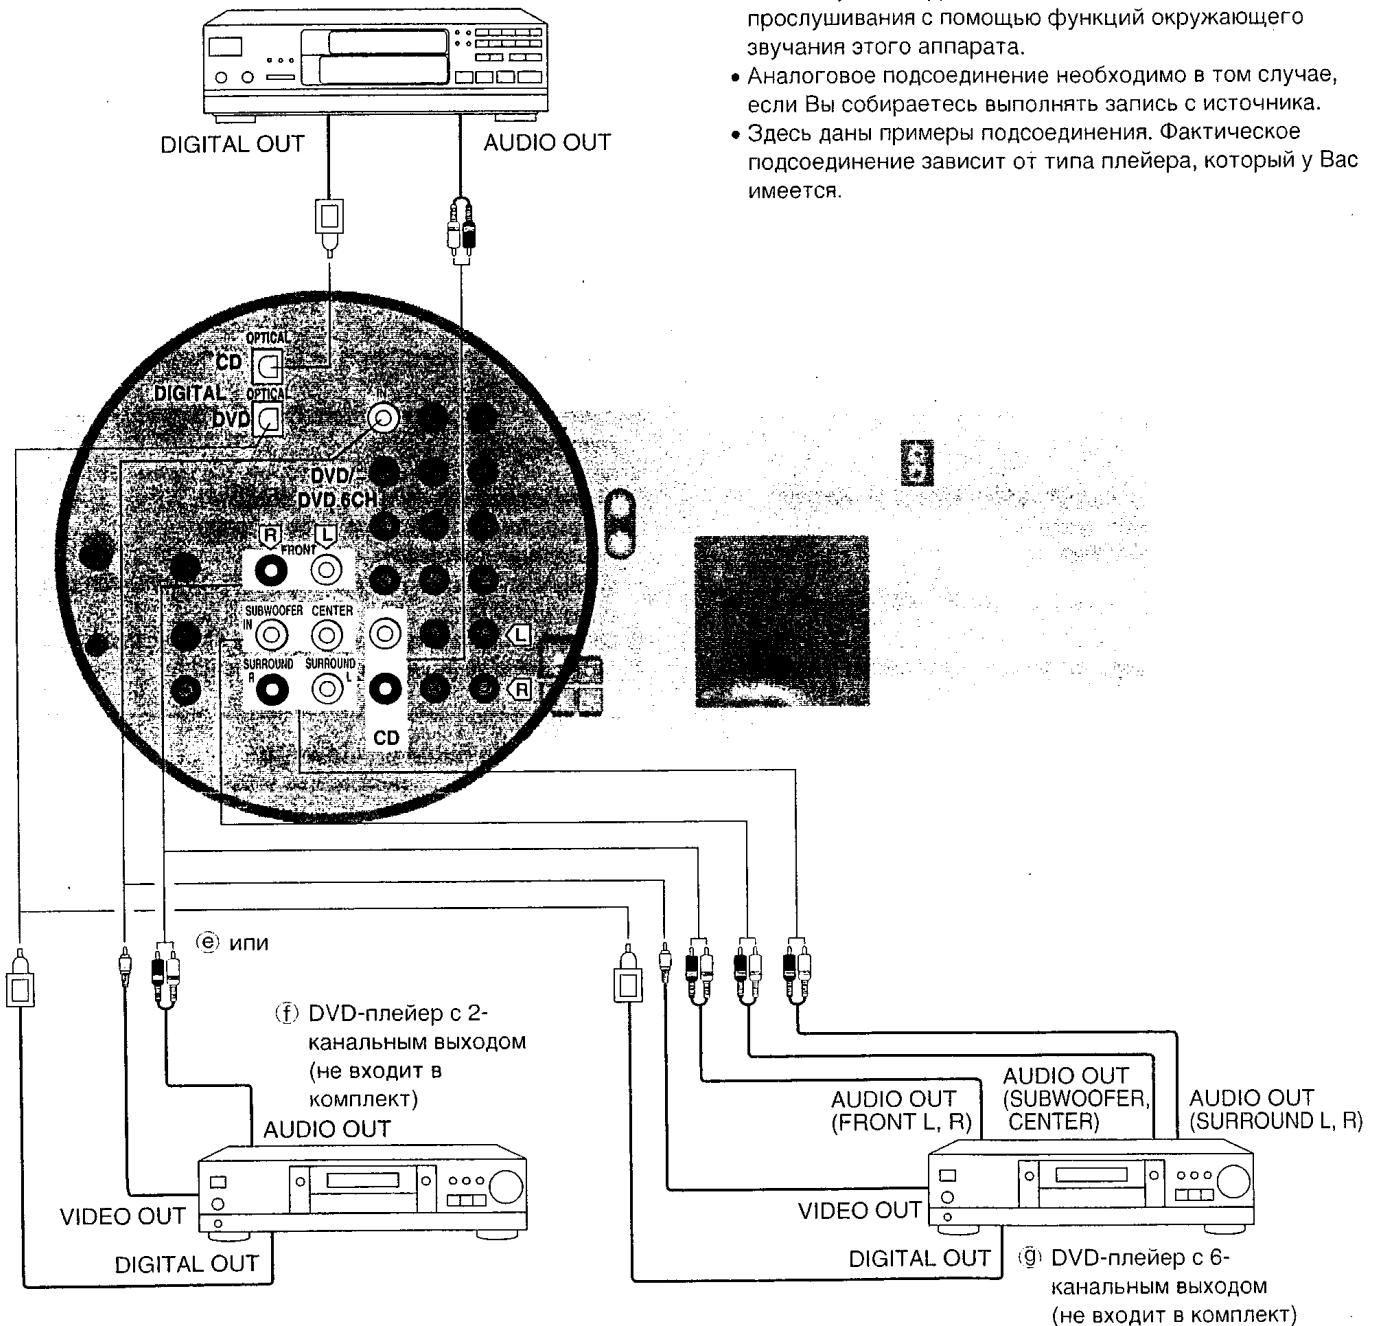 прослушивания с помощью функций окружающего
звучания этого аппарата.
• Аналоговое подсоединение необходимо в том случае,
если Вы собираетесь выполнять запись с источника.
• Здесь даны примеры подсоединения. Фактическое
подсоединение зависит от типа плейера, который у Вас
имеется.
DIGITAL OUT
AUDIO OUT
OPTICAL
CD
DIGITAL
OPTICAL
DVD
IN
DVD/
DVD 6CH
R
L
FRONT
SUBWOOFER
CENTER
IN
SURROUND
R
SURROUND
L
L
R
CD
ⓔ ипи
ⓕ DVD-плейер с 2-
канальным выходом
(не входит в
комплект)
AUDIO OUT
VIDEO OUT
DIGITAL OUT
AUDIO OUT
(FRONT L, R)
AUDIO OUT
(SUBWOOFER,
CENTER)
AUDIO OUT
(SURROUND L, R)
VIDEO OUT
DIGITAL OUT
ⓖ DVD-плейер с 6-
канальным выходом
(не входит в комплект)